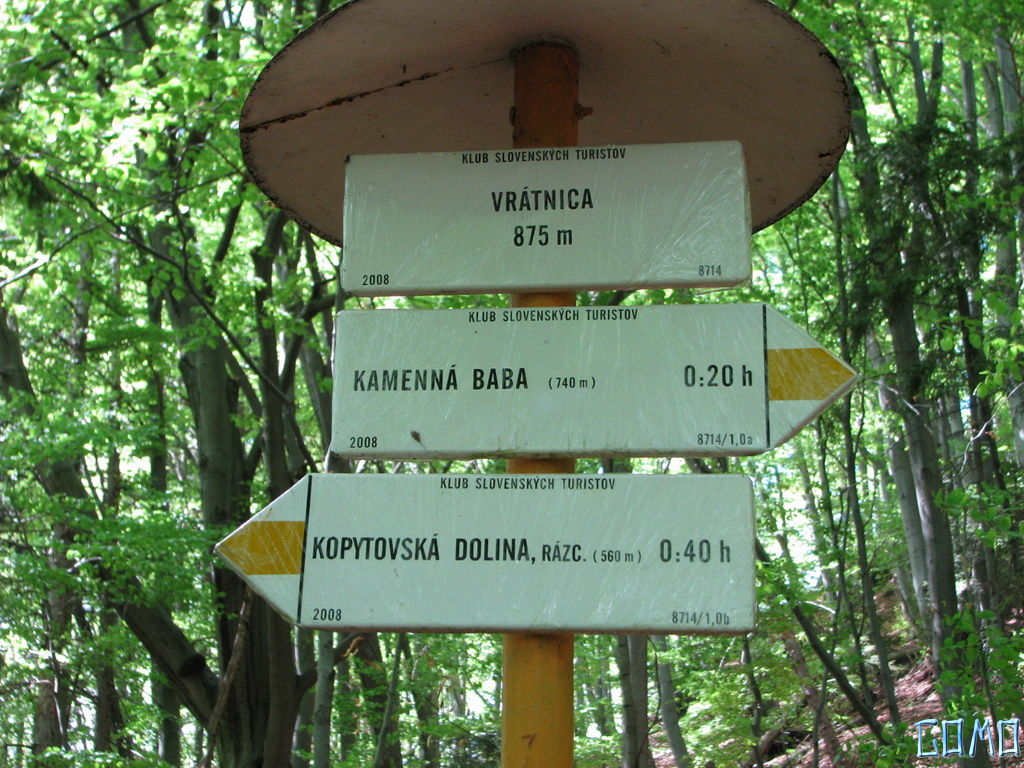 KLUB SLOVENSKÝCH TURISTOV
VRÁTNICA
875 m
2008 8714
KLUB SLOVENSKÝCH TURISTOV
KAMENNÁ BABA (740 m) 0:20 h
2008 8714/1,0a
KLUB SLOVENSKÝCH TURISTOV
KOPYTOVSKÁ DOLINA, RÁZC. (560 m) 0:40 h
2008 8714/1,0b
GOMO